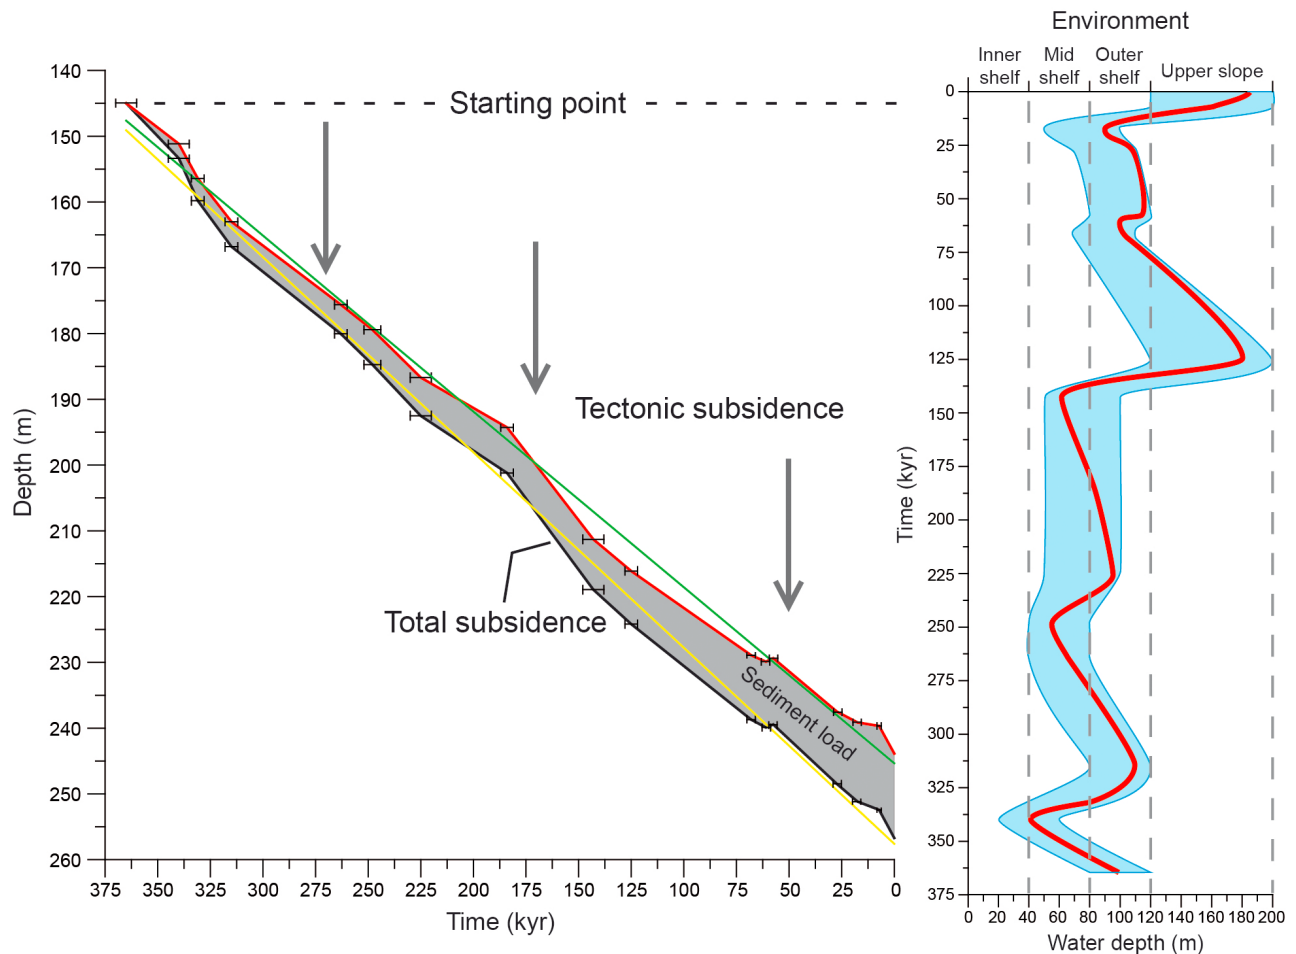 Environment
Inner shelf
Mid shelf
Outer shelf
Upper slope
140
150
160
170
180
190
200
210
220
230
240
250
260
Depth (m)
Starting point
Tectonic subsidence
Total subsidence
Sediment load
375 350 325 300 275 250 225 200 175 150 125 100 75 50 25 0
Time (kyr)
0
25
50
75
100
125
150
175
200
225
250
275
300
325
350
375
Time (kyr)
0 20 40 60 80 100 120 140 160 180 200
Water depth (m)